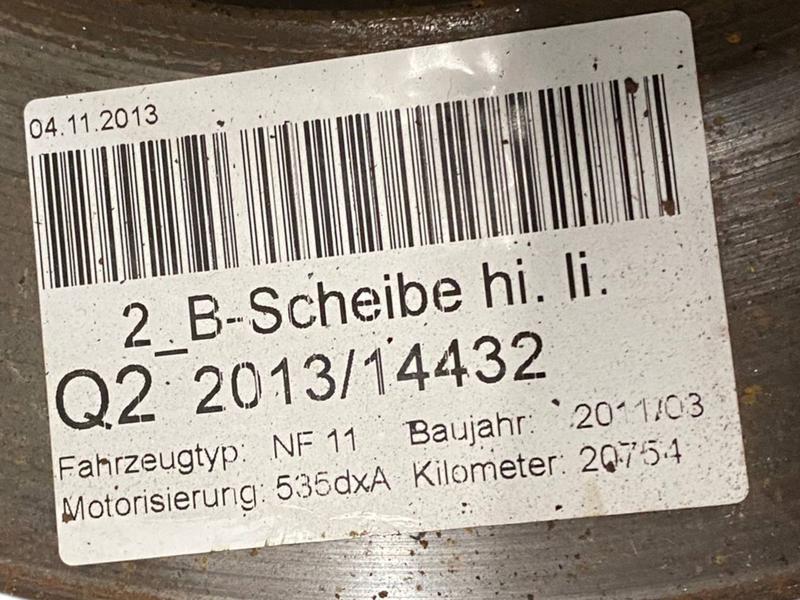 04.11.2013
2_B-Scheibe hi. li.
Q2 2013/14432
Fahrzeugtyp: NF 11 Baujahr: 2011/03
Motorisierung: 535dxA Kilometer: 20754